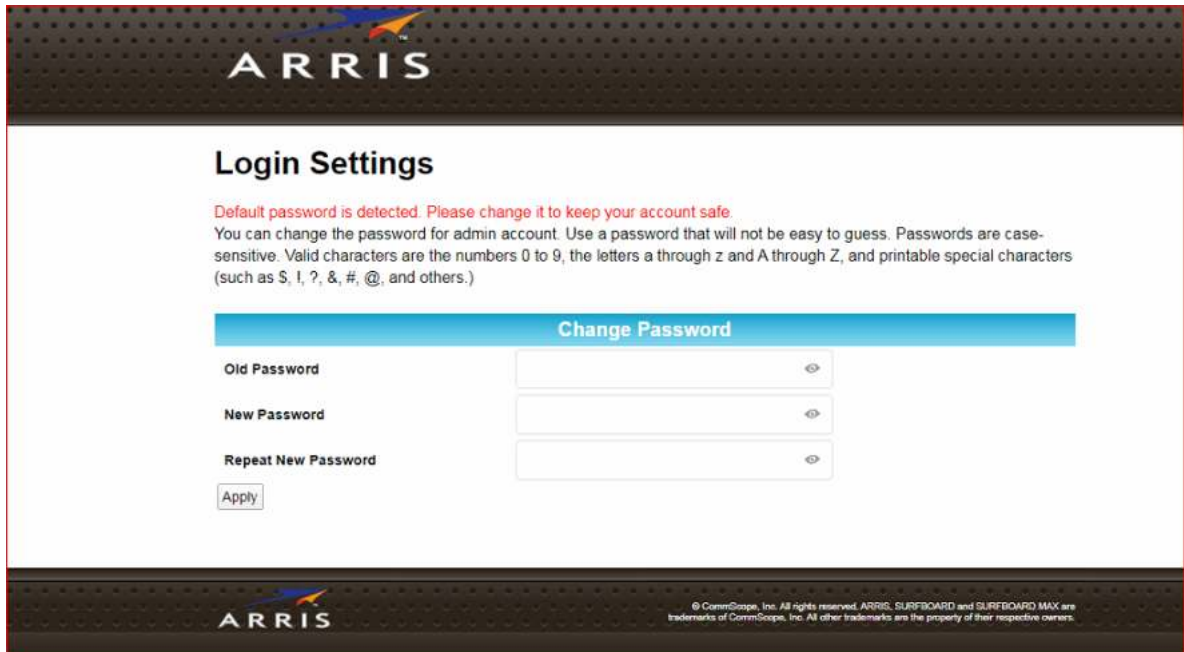 ARRIS
Login Settings
Default password is detected. Please change it to keep your account safe.
You can change the password for admin account. Use a password that will not be easy to guess. Passwords are case-
sensitive. Valid characters are the numbers 0 to 9, the letters a through z and A through Z, and printable special characters
(such as $, !, ?, &, #, @, and others.)
Change Password
Old Password
New Password
Repeat New Password
Apply
ARRIS
© CommScope, Inc. All rights reserved. ARRIS, SURFBOARD and SURFBOARD MAX are
trademarks of CommScope, Inc. All other trademarks are the property of their respective owners.